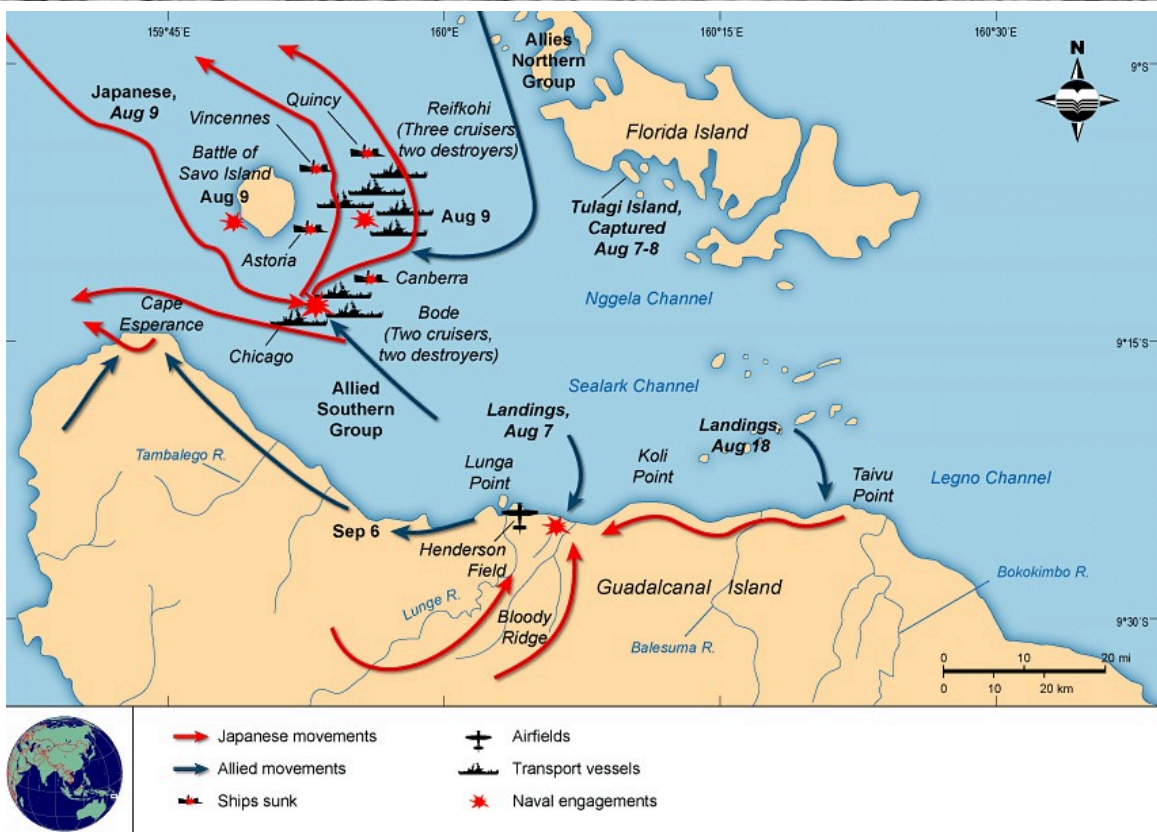 159°45'E
160°E
160°15'E
160°30'E
N
9°S
9°15'S
9°30'S
Allies
Northern
Group
Japanese,
Aug 9
Quincy
Vincennes
Reifkohi
(Three cruisers,
two destroyers)
Florida Island
Battle of
Savo Island
Aug 9
Aug 9
Tulagi Island,
Captured
Aug 7-8
Astoria
Canberra
Nggela Channel
Cape
Esperance
Bode
(Two cruisers,
two destroyers)
Chicago
Sealark Channel
Allied
Southern
Group
Landings,
Aug 7
Landings,
Aug 18
Tambalego R.
Lunga
Point
Koli
Point
Taivu
Point
Legno Channel
Sep 6
Henderson
Field
Guadalcanal Island
Bokokimbo R.
Lunge R.
Bloody
Ridge
Balesuma R.
0 10 20 mi
0 10 20 km
Japanese movements
Allied movements
Ships sunk
Airfields
Transport vessels
Naval engagements